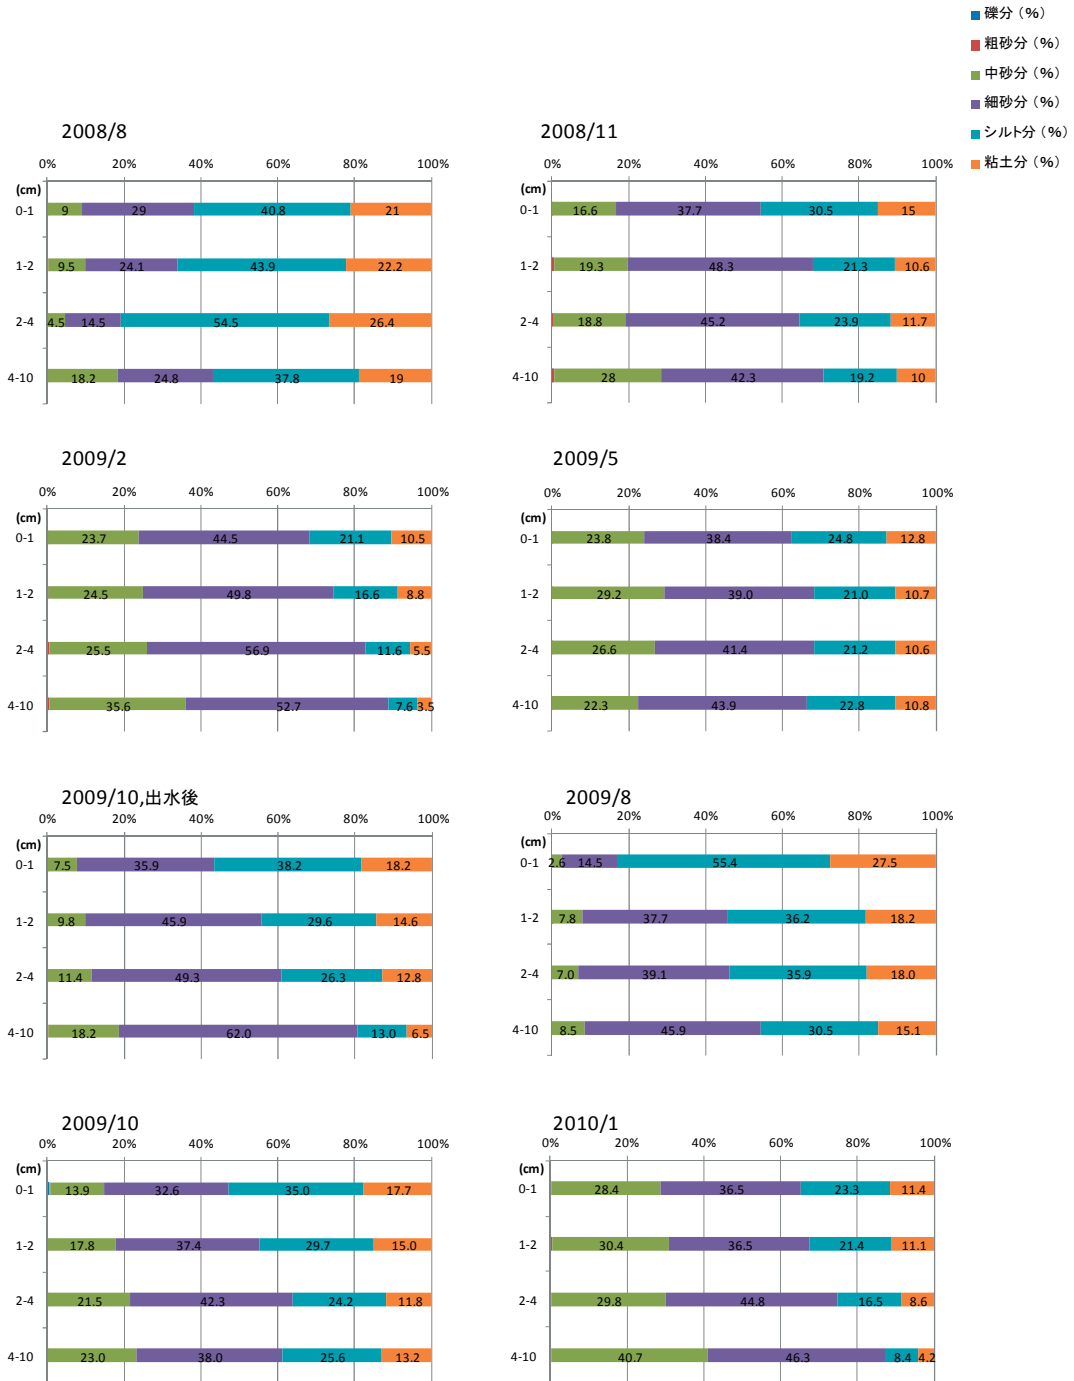 礫分（%）
粗砂分（%）
中砂分（%）
細砂分（%）
シルト分（%）
粘土分（%）
2008/8
0% 20% 40% 60% 80% 100%
(cm)
0-1 9 29 40.8 21
1-2 9.5 24.1 43.9 22.2
2-4 4.5 14.5 54.5 26.4
4-10 18.2 24.8 37.8 19
2008/11
0% 20% 40% 60% 80% 100%
(cm)
0-1 16.6 37.7 30.5 15
1-2 19.3 48.3 21.3 10.6
2-4 18.8 45.2 23.9 11.7
4-10 28 42.3 19.2 10
2009/2
0% 20% 40% 60% 80% 100%
(cm)
0-1 23.7 44.5 21.1 10.5
1-2 24.5 49.8 16.6 8.8
2-4 25.5 56.9 11.6 5.5
4-10 35.6 52.7 7.6 3.5
2009/5
0% 20% 40% 60% 80% 100%
(cm)
0-1 23.8 38.4 24.8 12.8
1-2 29.2 39.0 21.0 10.7
2-4 26.6 41.4 21.2 10.6
4-10 22.3 43.9 22.8 10.8
2009/10,出水後
0% 20% 40% 60% 80% 100%
(cm)
0-1 7.5 35.9 38.2 18.2
1-2 9.8 45.9 29.6 14.6
2-4 11.4 49.3 26.3 12.8
4-10 18.2 62.0 13.0 6.5
2009/8
0% 20% 40% 60% 80% 100%
(cm)
0-1 2.6 14.5 55.4 27.5
1-2 7.8 37.7 36.2 18.2
2-4 7.0 39.1 35.9 18.0
4-10 8.5 45.9 30.5 15.1
2009/10
0% 20% 40% 60% 80% 100%
(cm)
0-1 13.9 32.6 35.0 17.7
1-2 17.8 37.4 29.7 15.0
2-4 21.5 42.3 24.2 11.8
4-10 23.0 38.0 25.6 13.2
2010/1
0% 20% 40% 60% 80% 100%
(cm)
0-1 28.4 36.5 23.3 11.4
1-2 30.4 36.5 21.4 11.1
2-4 29.8 44.8 16.5 8.6
4-10 40.7 46.3 8.4 4.2